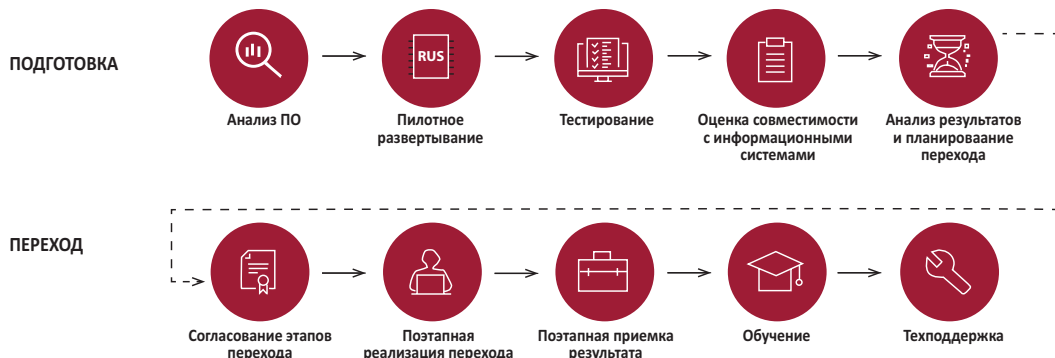 ПОДГОТОВКА
RUS
Анализ ПО
Пилотное
развертывание
Тестирование
Оценка совместимости
с информационными
системами
Анализ результатов
и планироваание
перехода
ПЕРЕХОД
Согласование этапов
перехода
Поэтапная
реализация перехода
Поэтапная приемка
результата
Обучение
Техподдержка